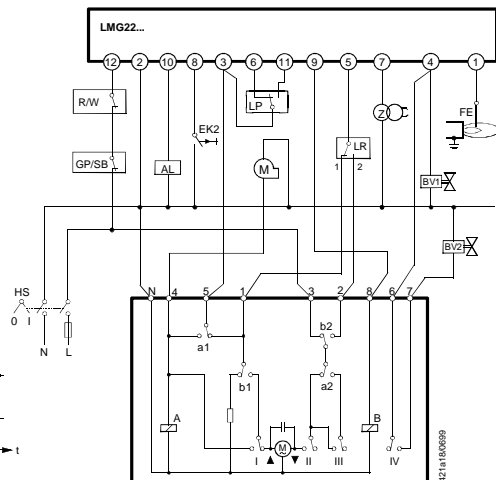 LMG22...
12 2 10 8 3 6 11 9 5 7 4 1
R/W
LP
Z
FE
EK2
GP/SB
AL
M
LR
1 2
BV1
BV2
HS
0 I
N L
N 4 5 1 3 2 8 6 7
b2
a1
b1
a2
A
B
M
I II III IV
t
421a18/0699